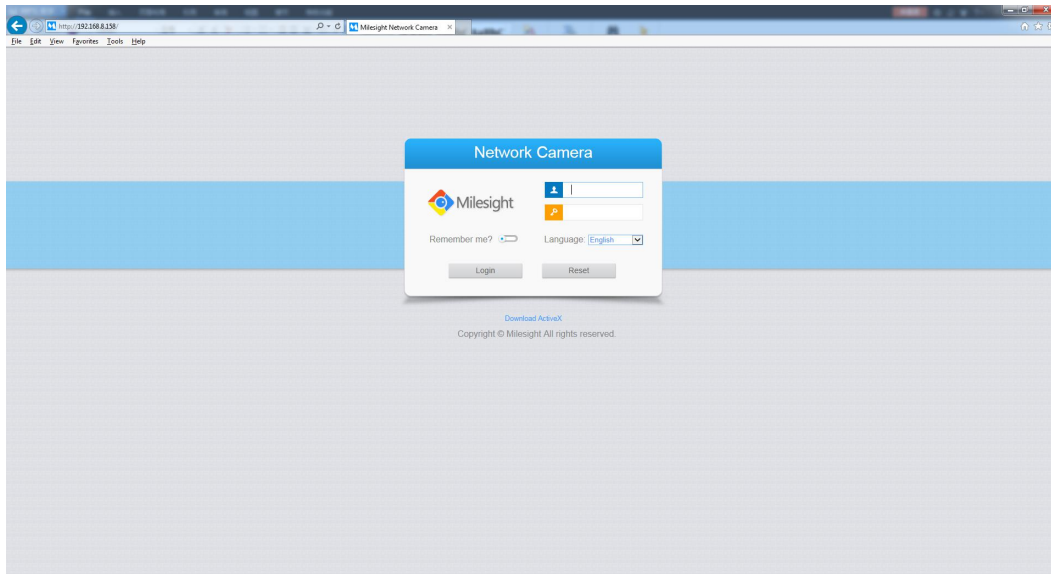 http://192.168.8.158/
Milesight Network Camera
File Edit View Favorites Tools Help
Network Camera
Milesight
Remember me?
Language: English
Login Reset
Download ActiveX
Copyright © Milesight All rights reserved.